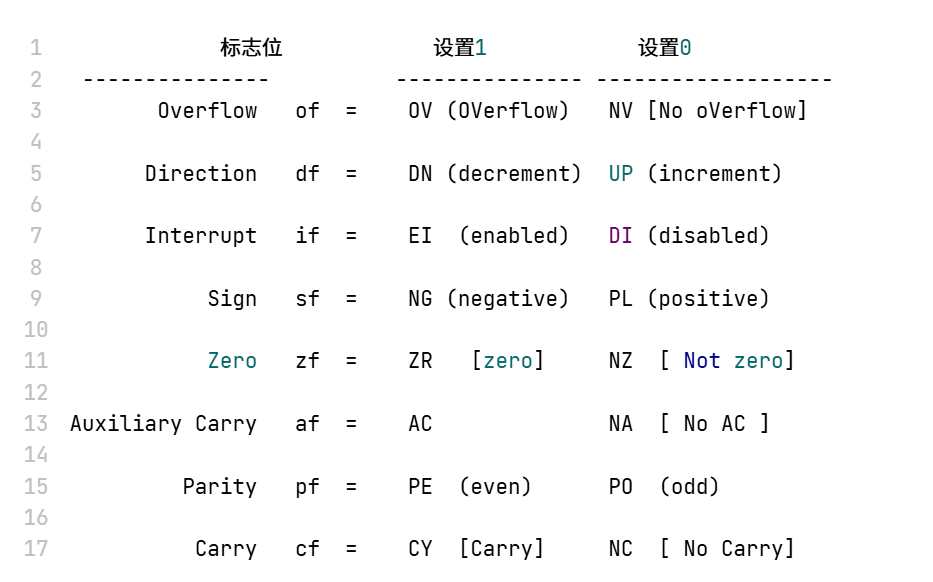 1 标志位 设置1 设置0
2 --------------- --------------- -------------------
3 Overflow of = OV (OVerflow) NV [No oVerflow]
4
5 Direction df = DN (decrement) UP (increment)
6
7 Interrupt if = EI (enabled) DI (disabled)
8
9 Sign sf = NG (negative) PL (positive)
10
11 Zero zf = ZR [zero] NZ [ Not zero]
12
13 Auxiliary Carry af = AC NA [ No AC ]
14
15 Parity pf = PE (even) PO (odd)
16
17 Carry cf = CY [Carry] NC [ No Carry]